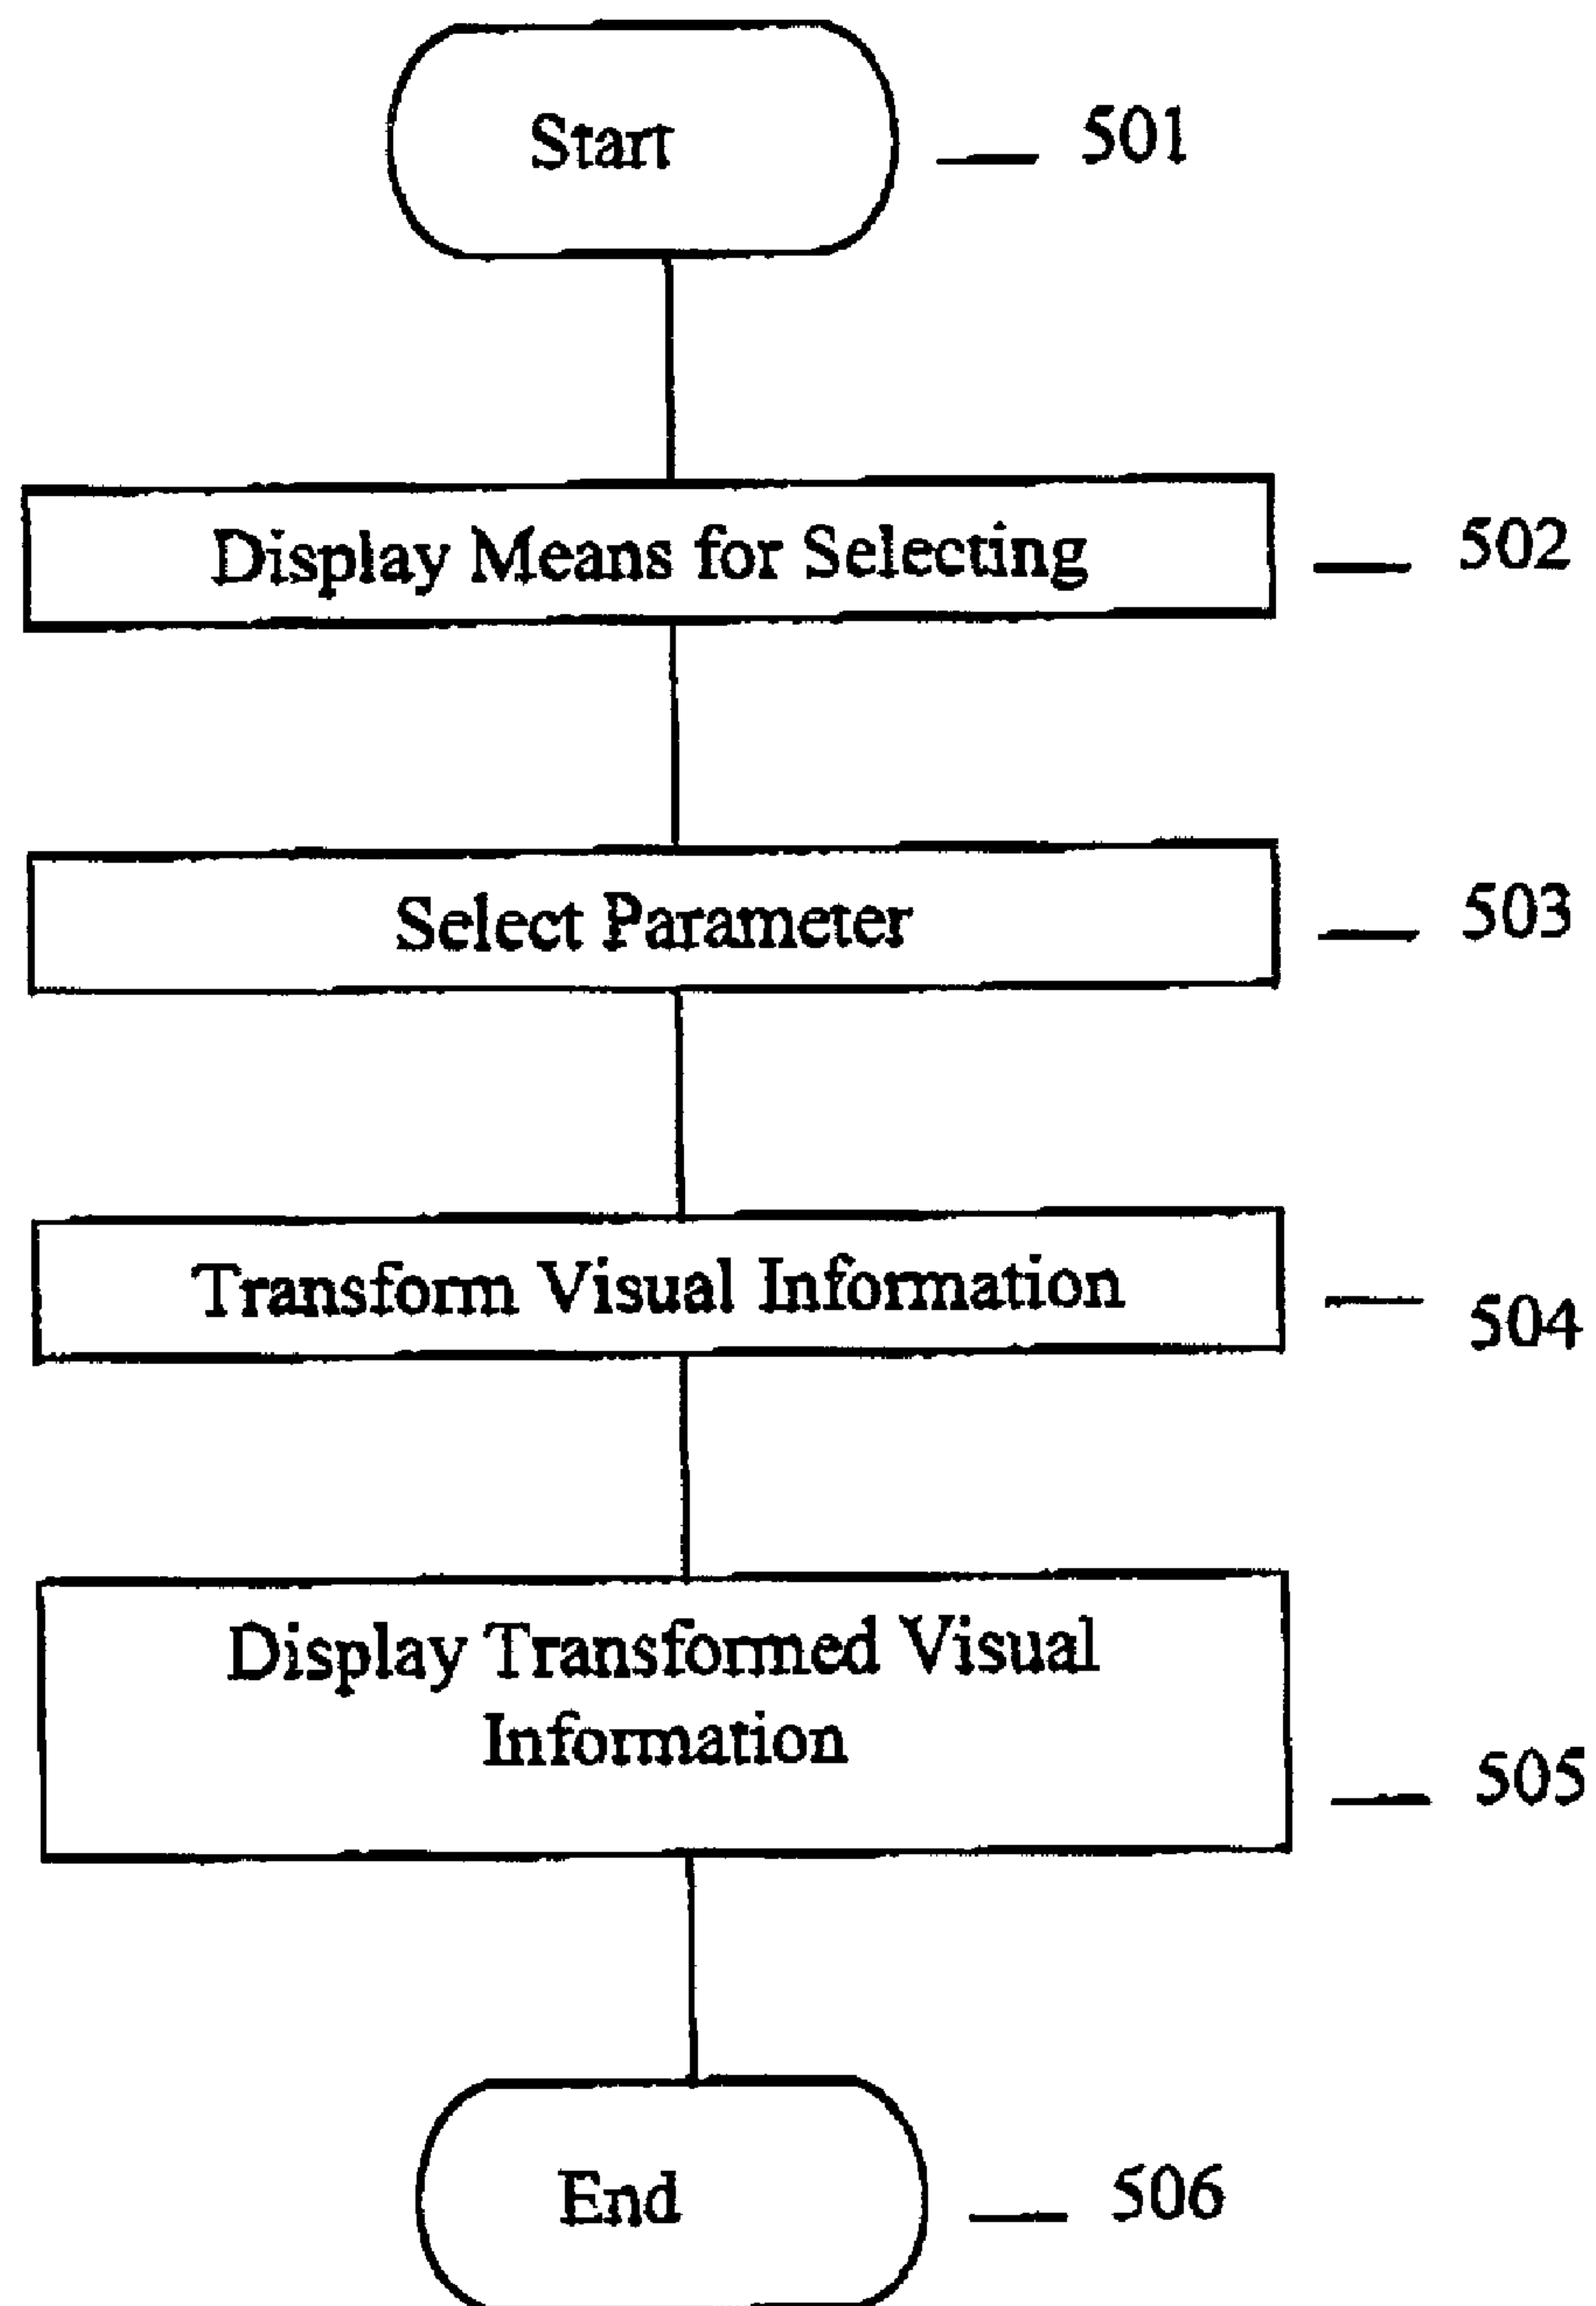 Start
501
Display Means for Selecting
502
Select Parameter
503
Transform Visual Information
504
Display Transformed Visual
Information
505
End
506